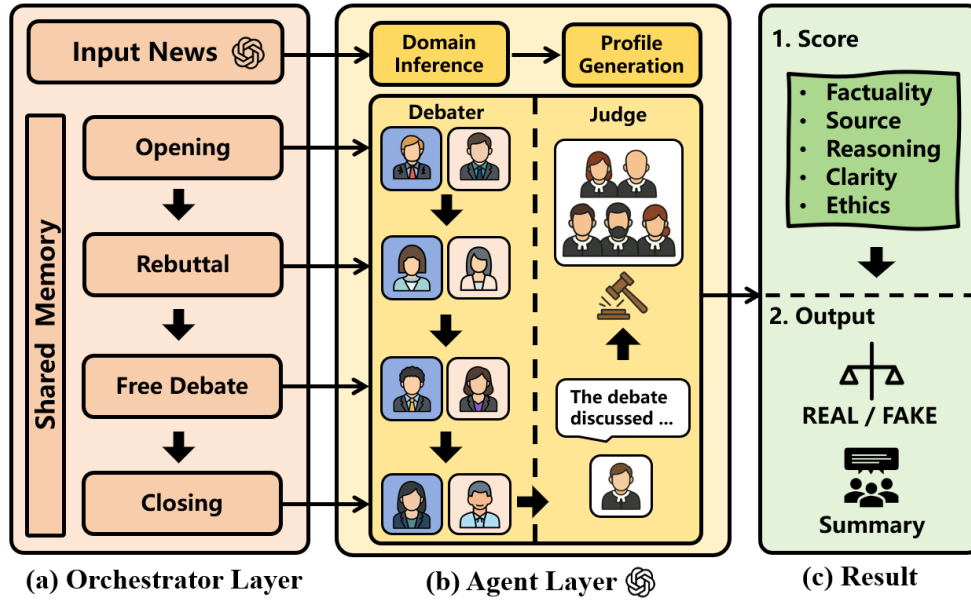 Input News
Shared Memory
Opening
Rebuttal
Free Debate
Closing
(a) Orchestrator Layer
Domain
Inference
Profile
Generation
Debater
Judge
The debate
discussed ...
(b) Agent Layer
1. Score
• Factuality
• Source
• Reasoning
• Clarity
• Ethics
2. Output
REAL / FAKE
Summary
(c) Result